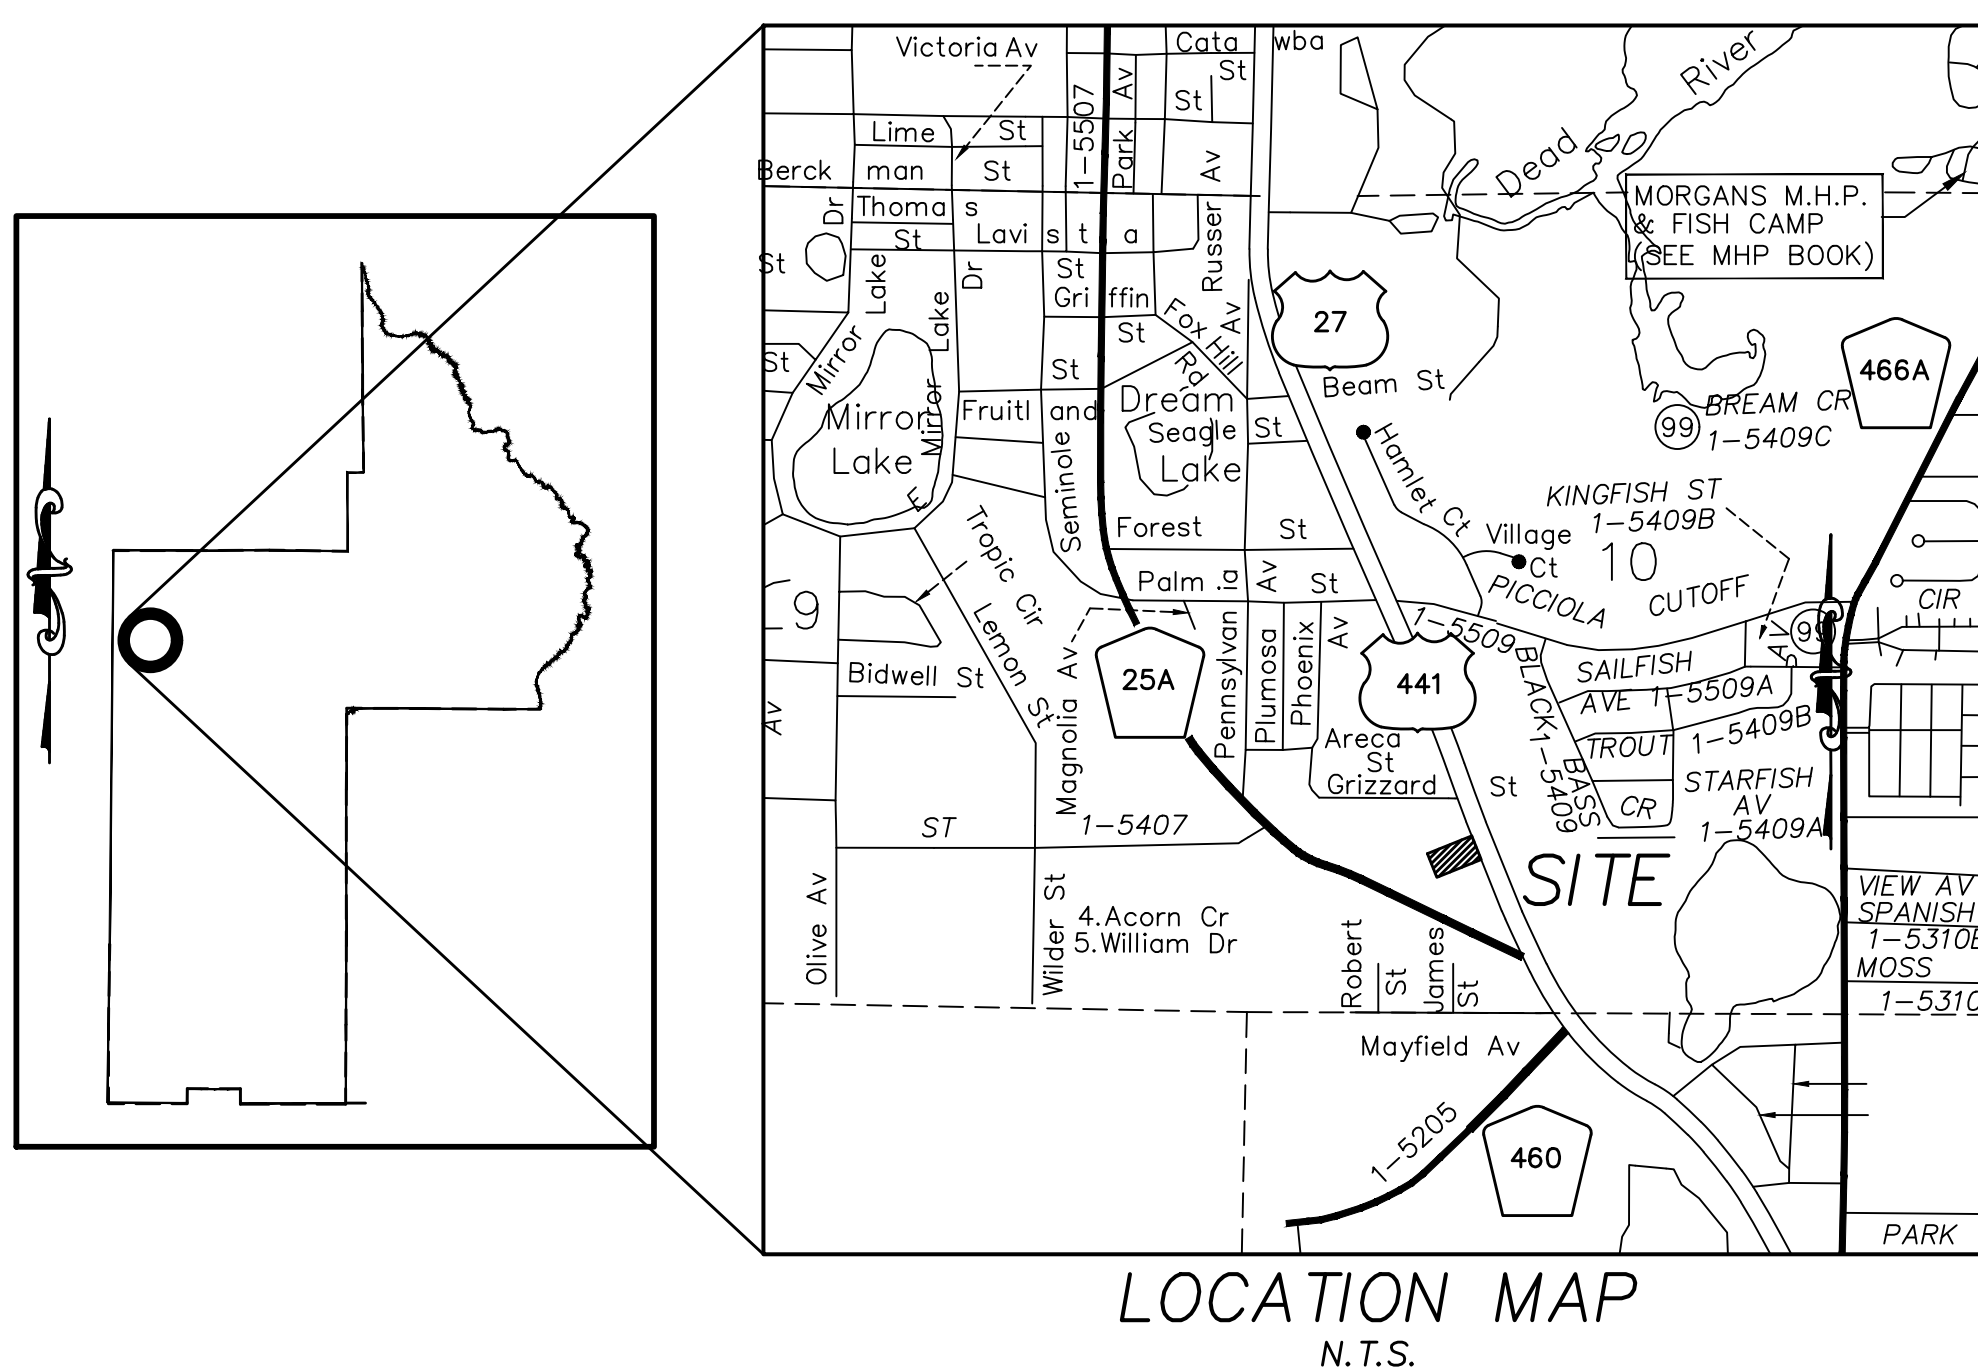 Victoria Av
Cata wba
St
St
Park Av
1-5507
Lime St
Berck man St
Av
Russer
Thoma s
St
Lavi s t a
St
Dr
Lake
Mirror
Dr
Lake
Mirror
E
St
St
Gri ffin
St
Fox Hill Av
Rd
St
St
Mirror
Lake
Fruitl and
St
Dream
Lake
Seagle St
Seminole
Forest St
Palm ia St
Tropic Cir
Lemon St
9
Bidwell St
Av
Magnolia Av
Pennsylvan
Av
Plumosa
Phoenix
Av
25A
27
441
466A
460
Beam St
Hamlet Ct
Village
Ct
Dead River
MORGANS M.H.P.
& FISH CAMP
(SEE MHP BOOK)
99
BREAM CR
1-5409C
KINGFISH ST
1-5409B
10
PICCIOLA CUTOFF
1-5509
99
CIR
SAILFISH
AVE 1-5509A
AV
1-5409B
TROUT
CR
BLACK BASS
1-5409
STARFISH
AV
1-5409A
Areca
St
Grizzard St
ST 1-5407
SITE
Olive Av
Wilder St
4.Acorn Cr
5.William Dr
Robert
St
James
St
Mayfield Av
1-5205
VIEW AV
SPANISH
1-5310E
MOSS
1-5310
PARK
LOCATION MAP
N.T.S.